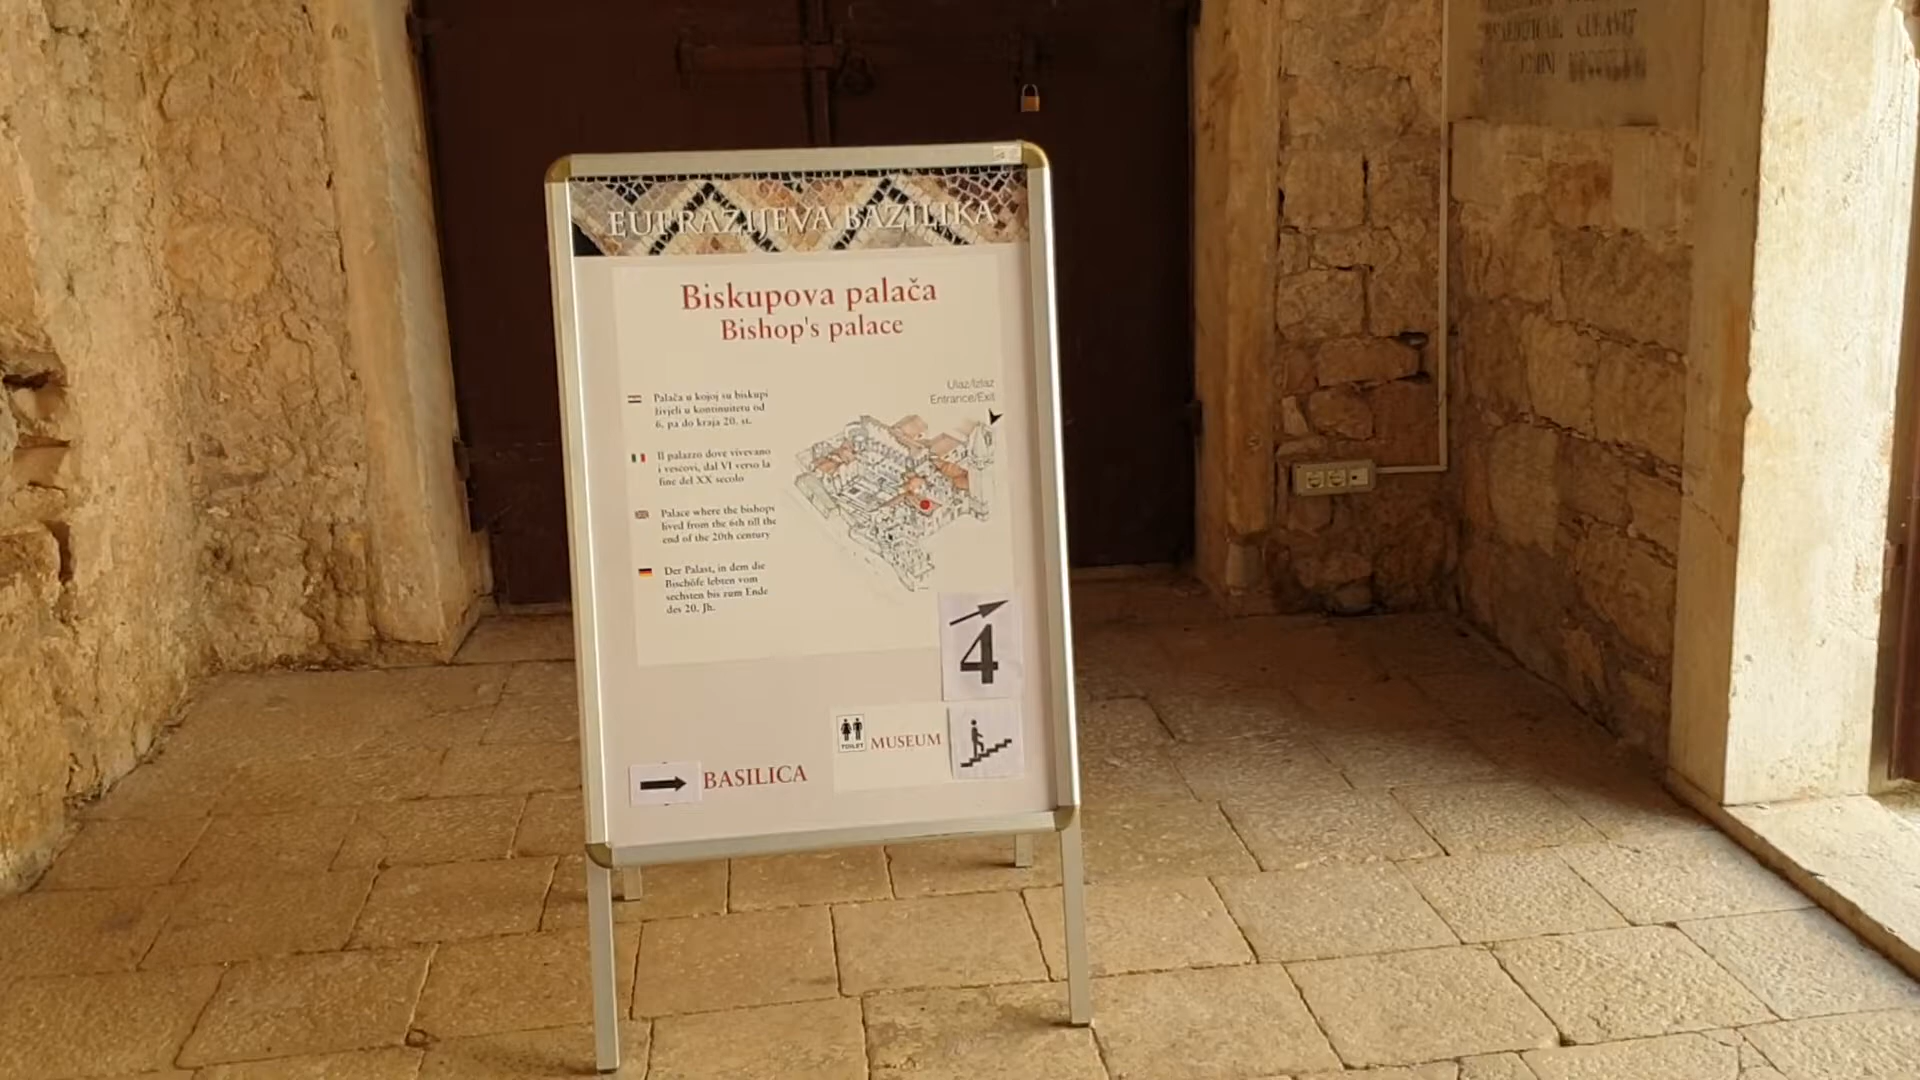 EUFRAZIJEVA BAZILIKA
Biskupova palača
Bishop's palace
Ulaz/Izlaz
Entrance/Exit
Palača u kojoj su biskupi
živjeli u kontinuitetu od
6. pa do kraja 20. st.
Il palazzo dove vivevano
i vescovi, dal VI verso la
fine del XX secolo
Palace where the bishops
lived from the 6th till the
end of the 20th century
Der Palast, in dem die
Bischöfe lebten vom
sechsten bis zum Ende
des 20. Jh.
4
TOILET
MUSEUM
BASILICA